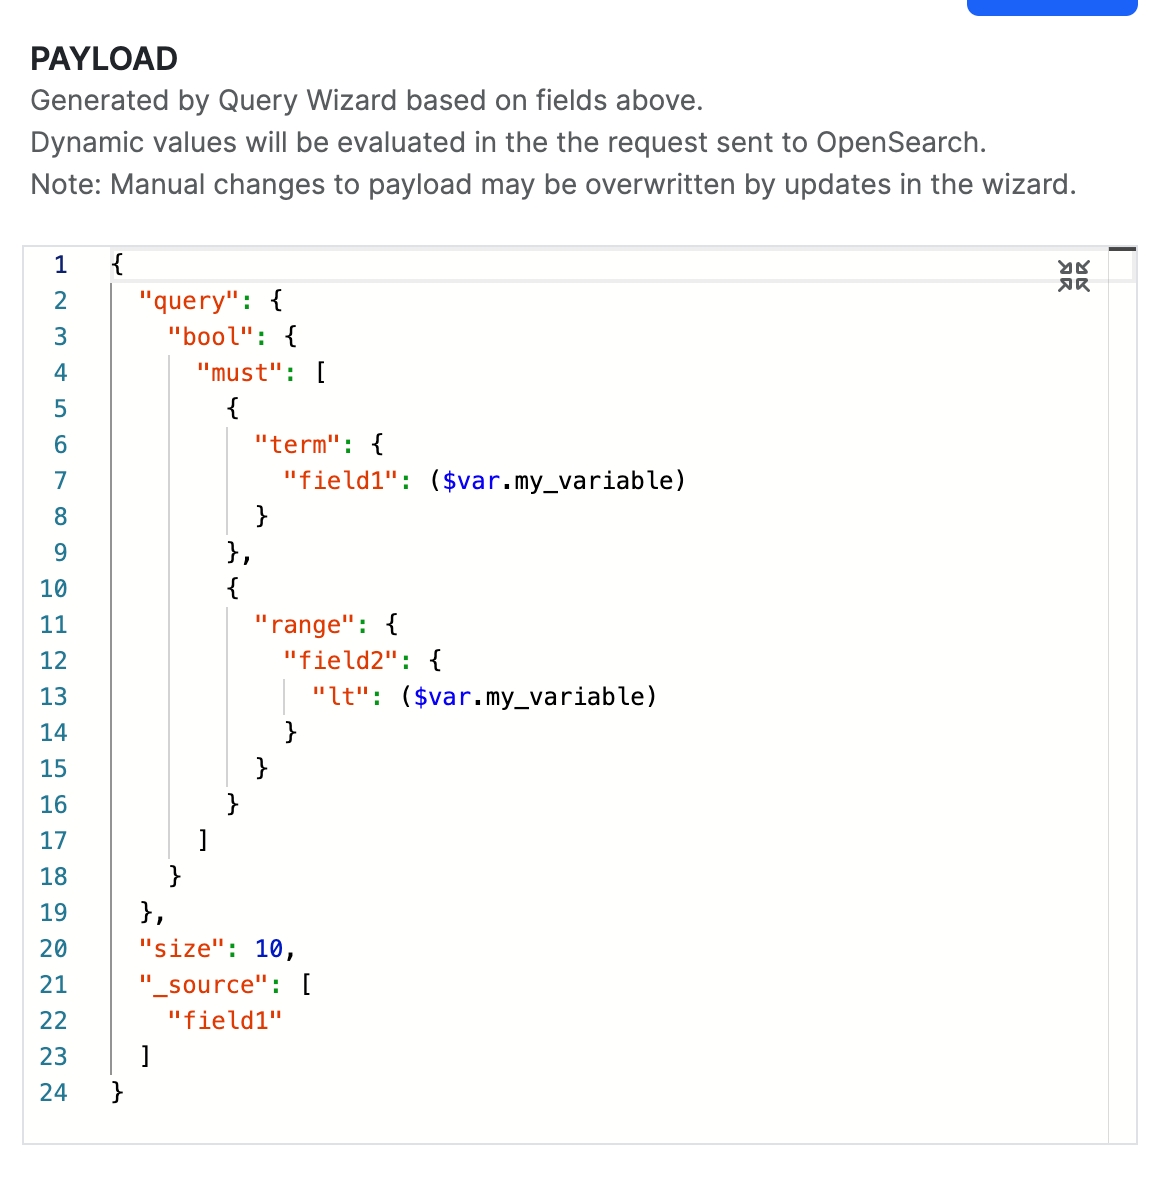 PAYLOAD
Generated by Query Wizard based on fields above.
Dynamic values will be evaluated in the the request sent to OpenSearch.
Note: Manual changes to payload may be overwritten by updates in the wizard.
1 {
2   "query": {
3     "bool": {
4       "must": [
5         {
6           "term": {
7             "field1": ($var.my_variable)
8           }
9         },
10         {
11           "range": {
12             "field2": {
13               "lt": ($var.my_variable)
14             }
15           }
16         }
17       ]
18     }
19   },
20   "size": 10,
21   "_source": [
22     "field1"
23   ]
24 }